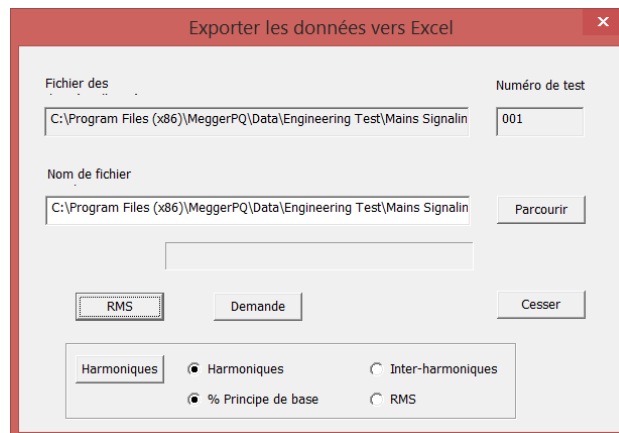 Exporter les données vers Excel
x
Fichier des
Numéro de test
C:\Program Files (x86)\MeggerPQ\Data\Engineering Test\Mains Signalin
001
Nom de fichier
C:\Program Files (x86)\MeggerPQ\Data\Engineering Test\Mains Signalin
Parcourir
RMS
Demande
Cesser
Harmoniques
Harmoniques
Inter-harmoniques
% Principe de base
RMS